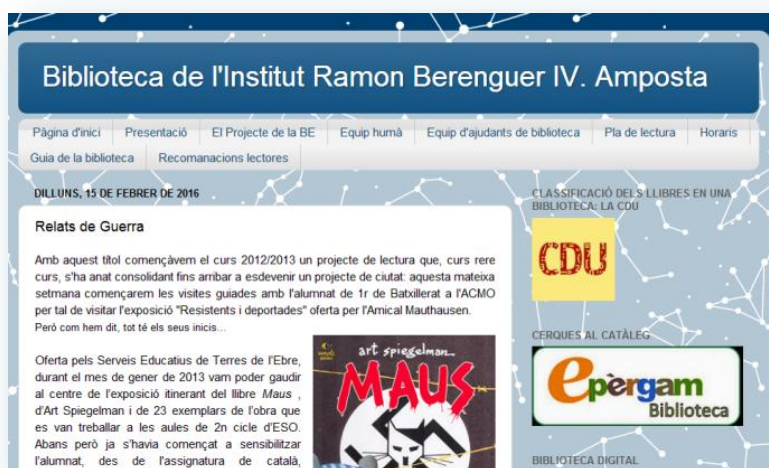 Biblioteca de l'Institut Ramon Berenguer IV. Amposta
Pàgina d'inici Presentació El Projecte de la BE Equip humà Equip d'ajudants de biblioteca Pla de lectura Horaris
Guia de la biblioteca Recomanacions lectores
DILLUNS, 15 DE FEBRER DE 2016
Relats de Guerra
Amb aquest títol començàvem el curs 2012/2013 un projecte de lectura que, curs rere
curs, s'ha anat consolidant fins arribar a esdevenir un projecte de ciutat: aquesta mateixa
setmana començarem les visites guiades amb l'alumnat de 1r de Batxillerat a l'ACMO
per tal de visitar l'exposició "Resistents i deportades" oferta per l'Amical Mauthausen.
Però com hem dit, tot té els seus inicis...
Oferta pels Serveis Educatius de Terres de l'Ebre,
durant el mes de gener de 2013 vam poder gaudir
al centre de l'exposició itinerant del llibre Maus ,
d'Art Spiegelman i de 23 exemplars de l'obra que
es van treballar a les aules de 2n cicle d'ESO.
Abans però ja s'havia començat a sensibilitzar
l'alumnat, des de l'assignatura de català,
art spiegelman
MAUS
CLASSIFICACIÓ DELS LLIBRES EN UNA
BIBLIOTECA: LA CDU
CDU
CERQUES AL CATÀLEG
epèrgam
Biblioteca
BIBLIOTECA DIGITAL